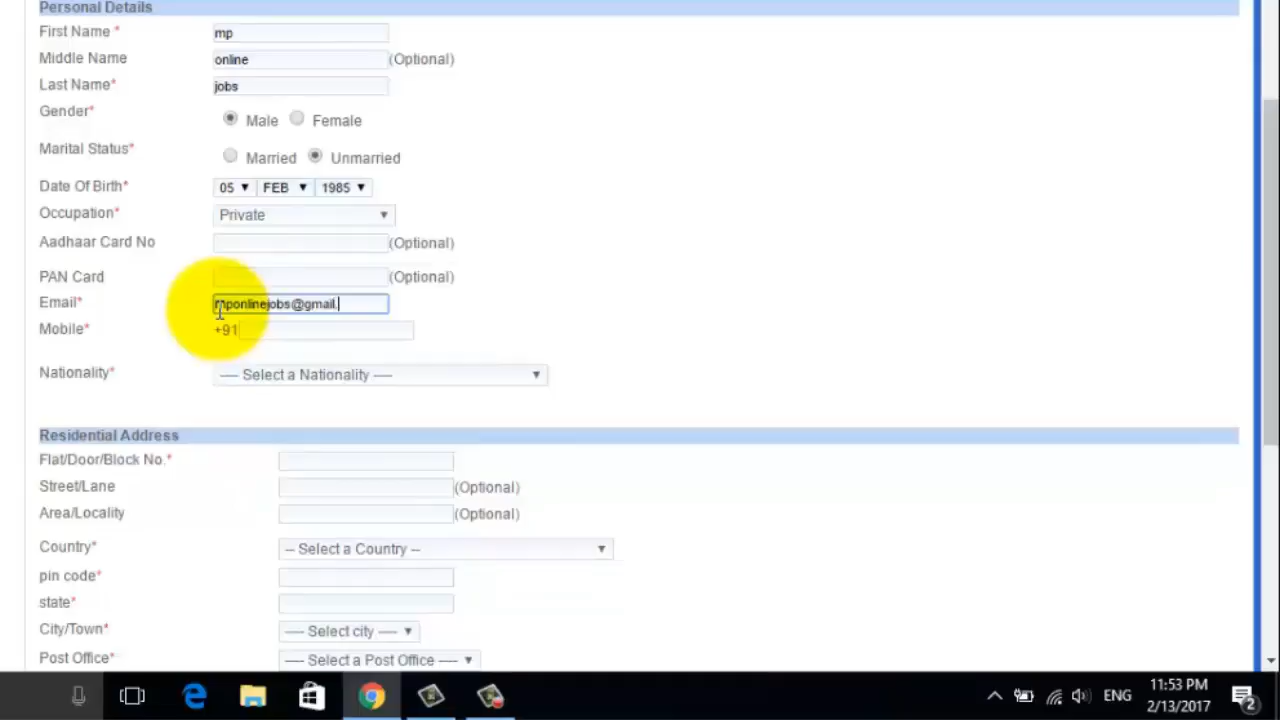 Personal Details
First Name * mp
Middle Name online (Optional)
Last Name* jobs
Gender* Male Female
Marital Status* Married Unmarried
Date Of Birth* 05 FEB 1985
Occupation* Private
Aadhaar Card No (Optional)
PAN Card (Optional)
Email* mponlinejobs@gmail.
Mobile* +91
Nationality* ---- Select a Nationality ----
Residential Address
Flat/Door/Block No.*
Street/Lane (Optional)
Area/Locality (Optional)
Country* -- Select a Country --
pin code*
state*
City/Town* ---- Select city ----
Post Office* ---- Select a Post Office ----
ENG 11:53 PM
2/13/2017 2